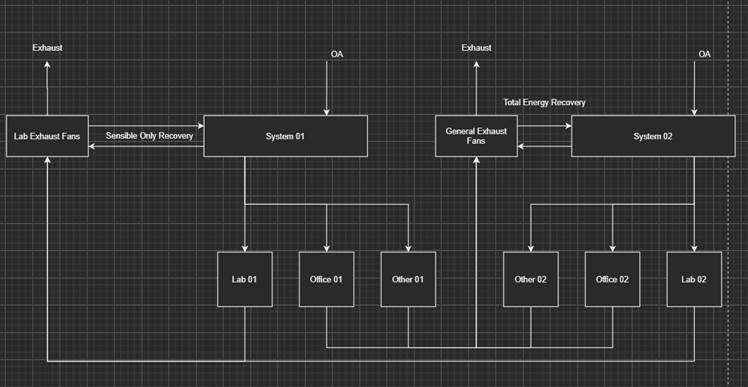 Exhaust
OA
Exhaust
OA
Total Energy Recovery
Lab Exhaust Fans
Sensible Only Recovery
System 01
General Exhaust
Fans
System 02
Lab 01
Office 01
Other 01
Other 02
Office 02
Lab 02